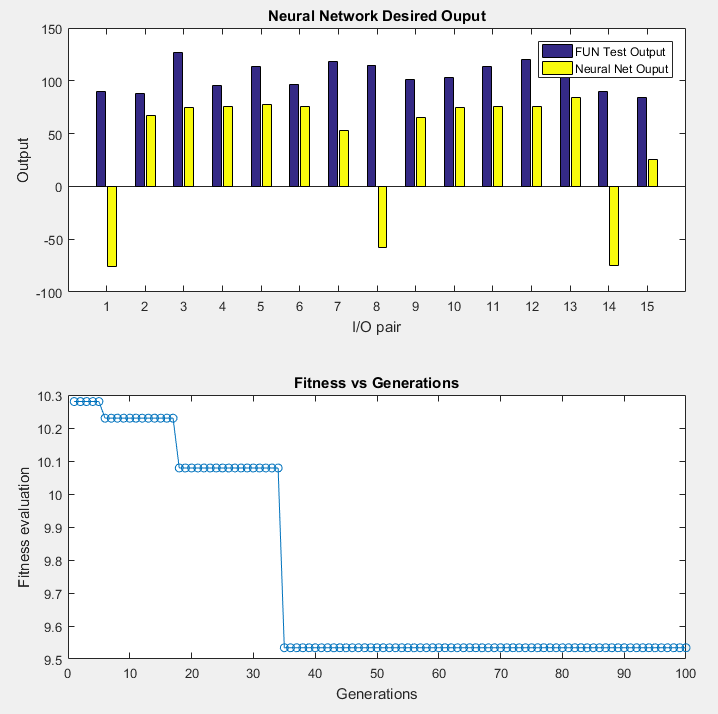 Neural Network Desired Ouput
150
100
50
0
-50
-100
Output
FUN Test Output
Neural Net Ouput
1 2 3 4 5 6 7 8 9 10 11 12 13 14 15
I/O pair
Fitness vs Generations
10.3
10.2
10.1
10
9.9
9.8
9.7
9.6
9.5
Fitness evaluation
0 10 20 30 40 50 60 70 80 90 100
Generations